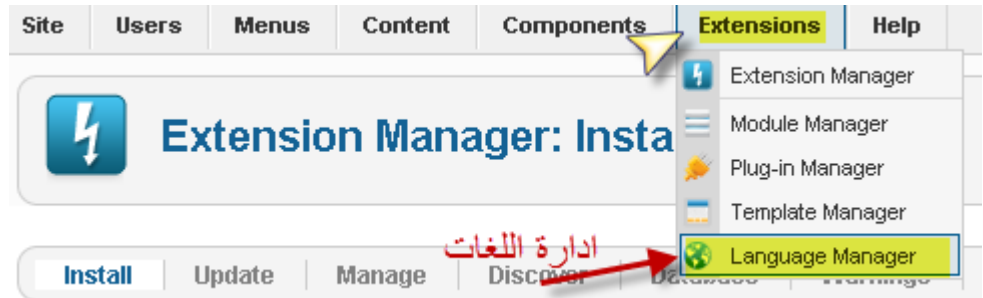 Site Users Menus Content Components Extensions Help
Extension Manager
Extension Manager: Insta
Module Manager
Plug-in Manager
Template Manager
ادارة اللغات
Language Manager
Install Update Manage Discover